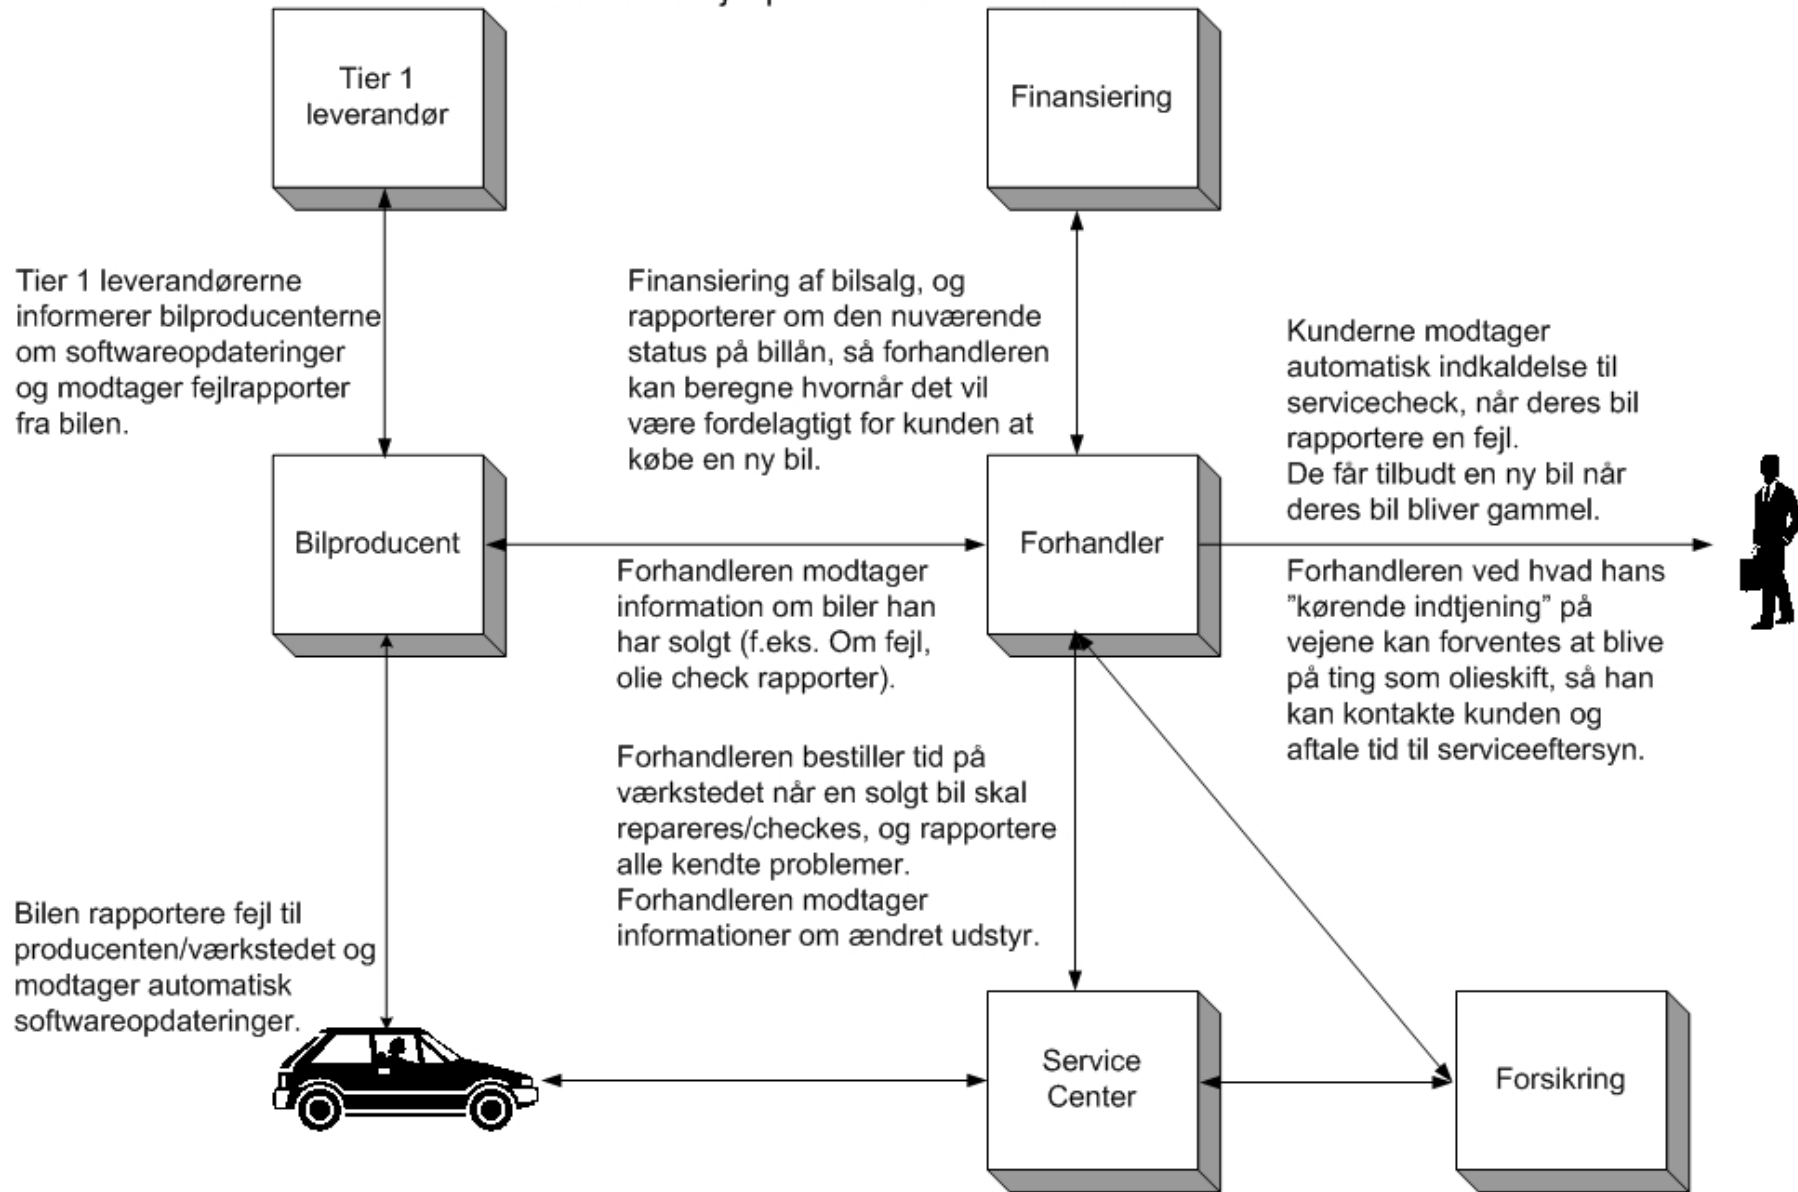 Tier 1
leverandør
Finansiering
Tier 1 leverandørerne
informerer bilproducenterne
om softwareopdateringer
og modtager fejlrapporter
fra bilen.
Finansiering af bilsalg, og
rapporterer om den nuværende
status på billån, så forhandleren
kan beregne hvornår det vil
være fordelagtigt for kunden at
købe en ny bil.
Kunderne modtager
automatisk indkaldelse til
servicecheck, når deres bil
rapportere en fejl.
De får tilbudt en ny bil når
deres bil bliver gammel.
Bilproducent
Forhandler
Forhandleren modtager
information om biler han
har solgt (f.eks. Om fejl,
olie check rapporter).
Forhandleren ved hvad hans
”kørende indtjening” på
vejene kan forventes at blive
på ting som olieskift, så han
kan kontakte kunden og
aftale tid til serviceeftersyn.
Forhandleren bestiller tid på
værkstedet når en solgt bil skal
repareres/checkes, og rapportere
alle kendte problemer.
Forhandleren modtager
informationer om ændret udstyr.
Bilen rapportere fejl til
producenten/værkstedet og
modtager automatisk
softwareopdateringer.
Service
Center
Forsikring